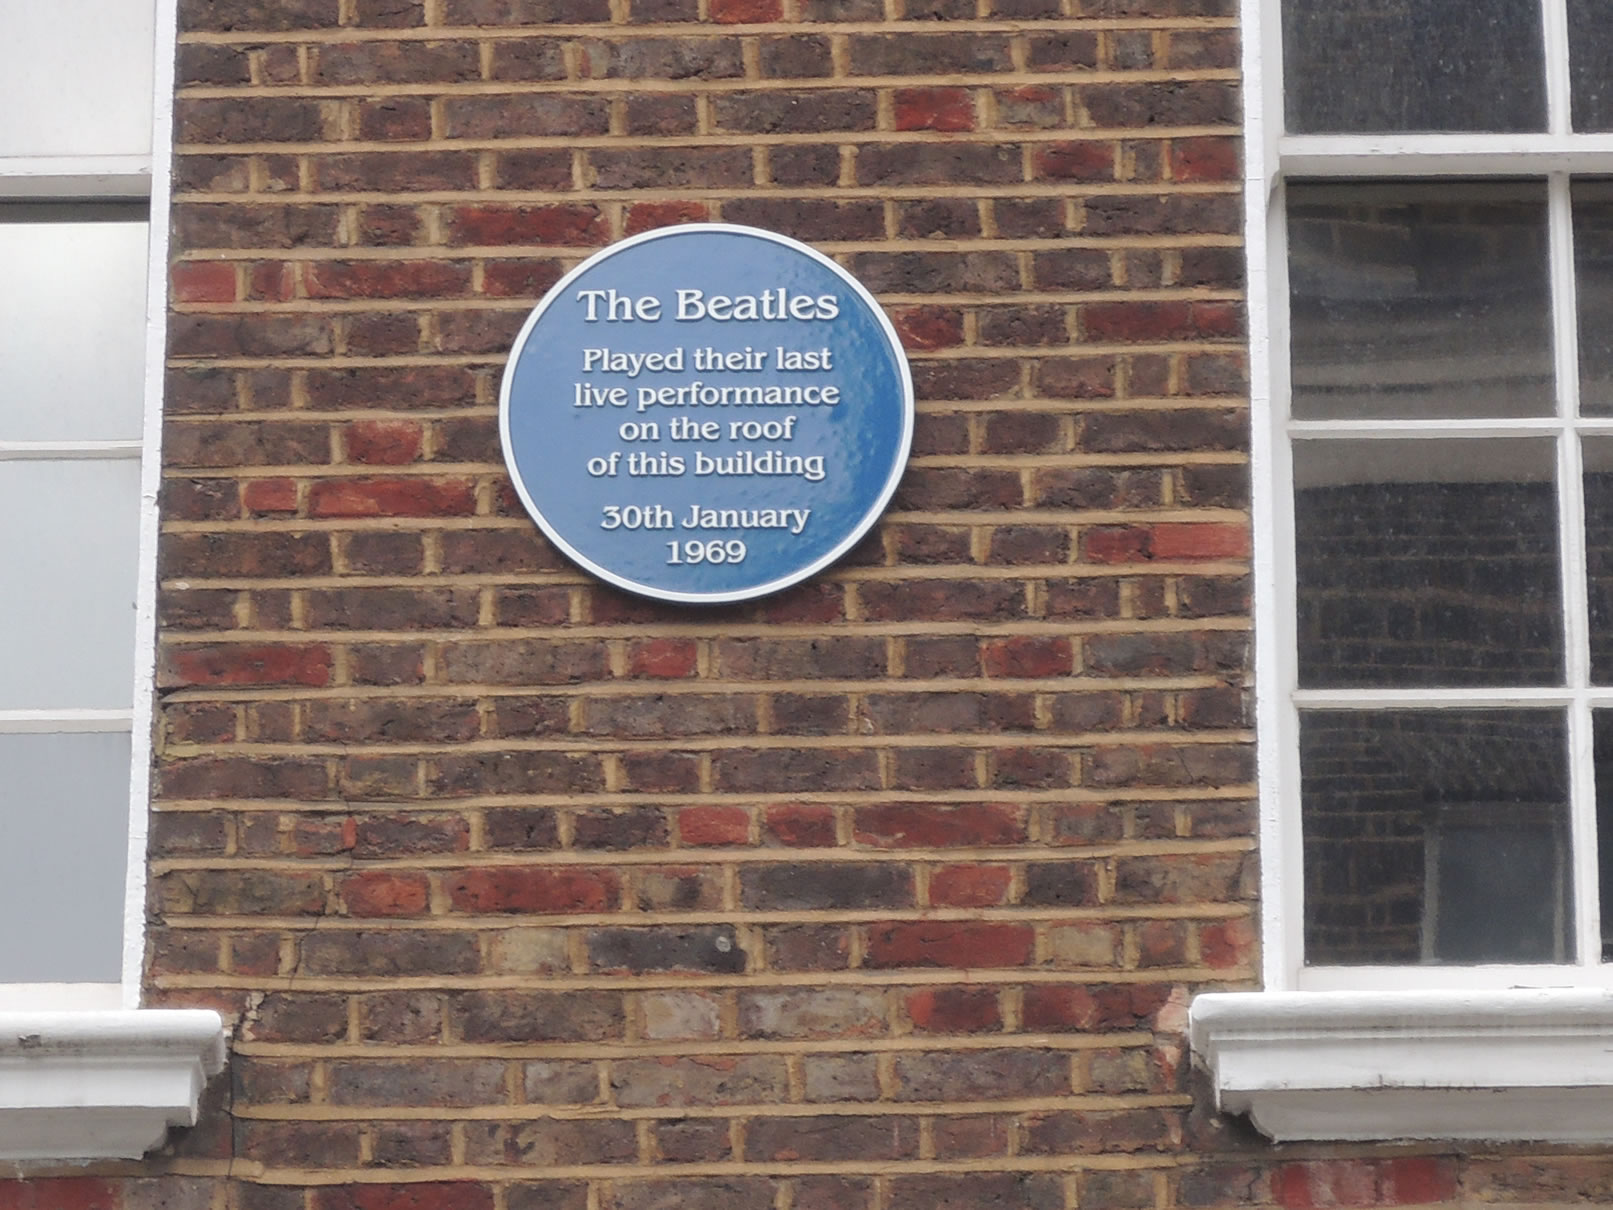 The Beatles
Played their last
live performance
on the roof
of this building
30th January
1969